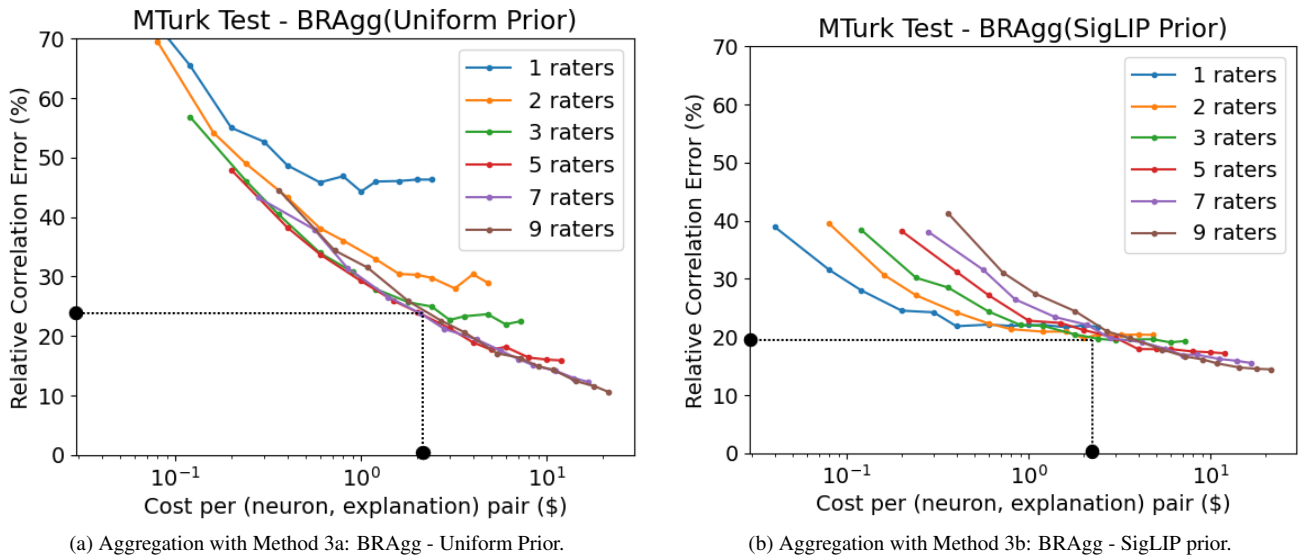 MTurk Test - BRAgg(Uniform Prior)
Relative Correlation Error (%)
70
60
50
40
30
20
10
0
1 raters
2 raters
3 raters
5 raters
7 raters
9 raters
10⁻¹ 10⁰ 10¹
Cost per (neuron, explanation) pair ($)
(a) Aggregation with Method 3a: BRAgg - Uniform Prior.
MTurk Test - BRAgg(SigLIP Prior)
Relative Correlation Error (%)
70
60
50
40
30
20
10
0
1 raters
2 raters
3 raters
5 raters
7 raters
9 raters
10⁻¹ 10⁰ 10¹
Cost per (neuron, explanation) pair ($)
(b) Aggregation with Method 3b: BRAgg - SigLIP prior.